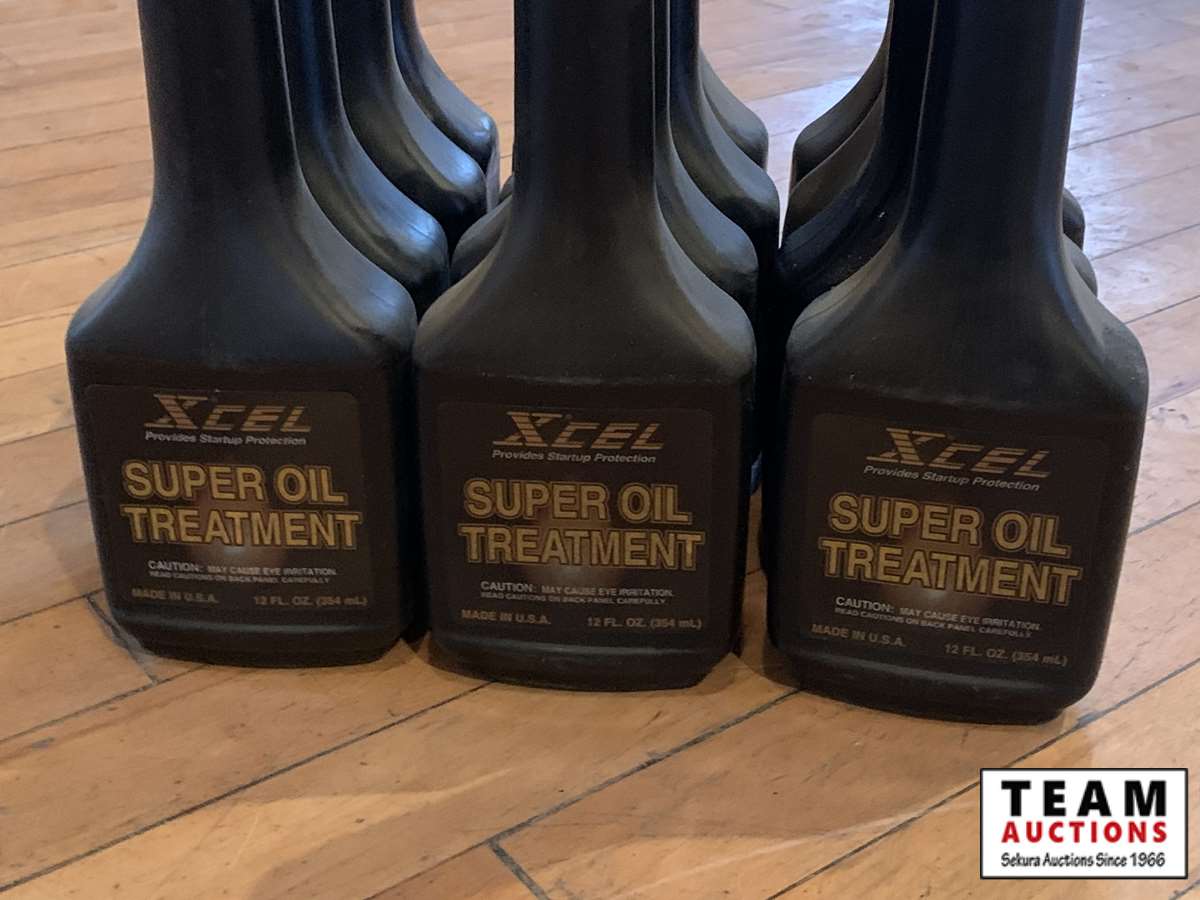 XCEL
Provides Startup Protection
SUPER OIL
TREATMENT
CAUTION: MAY CAUSE EYE IRRITATION.
READ CAUTIONS ON BACK PANEL CAREFULLY.
MADE IN U.S.A. 12 FL. OZ. (354 mL)
XCEL
Provides Startup Protection
SUPER OIL
TREATMENT
CAUTION: MAY CAUSE EYE IRRITATION.
READ CAUTIONS ON BACK PANEL CAREFULLY.
MADE IN U.S.A. 12 FL. OZ. (354 mL)
XCEL
Provides Startup Protection
SUPER OIL
TREATMENT
CAUTION: MAY CAUSE EYE IRRITATION.
READ CAUTIONS ON BACK PANEL CAREFULLY.
MADE IN U.S.A. 12 FL. OZ. (354 mL)
TEAM
AUCTIONS
Sekura Auctions Since 1966